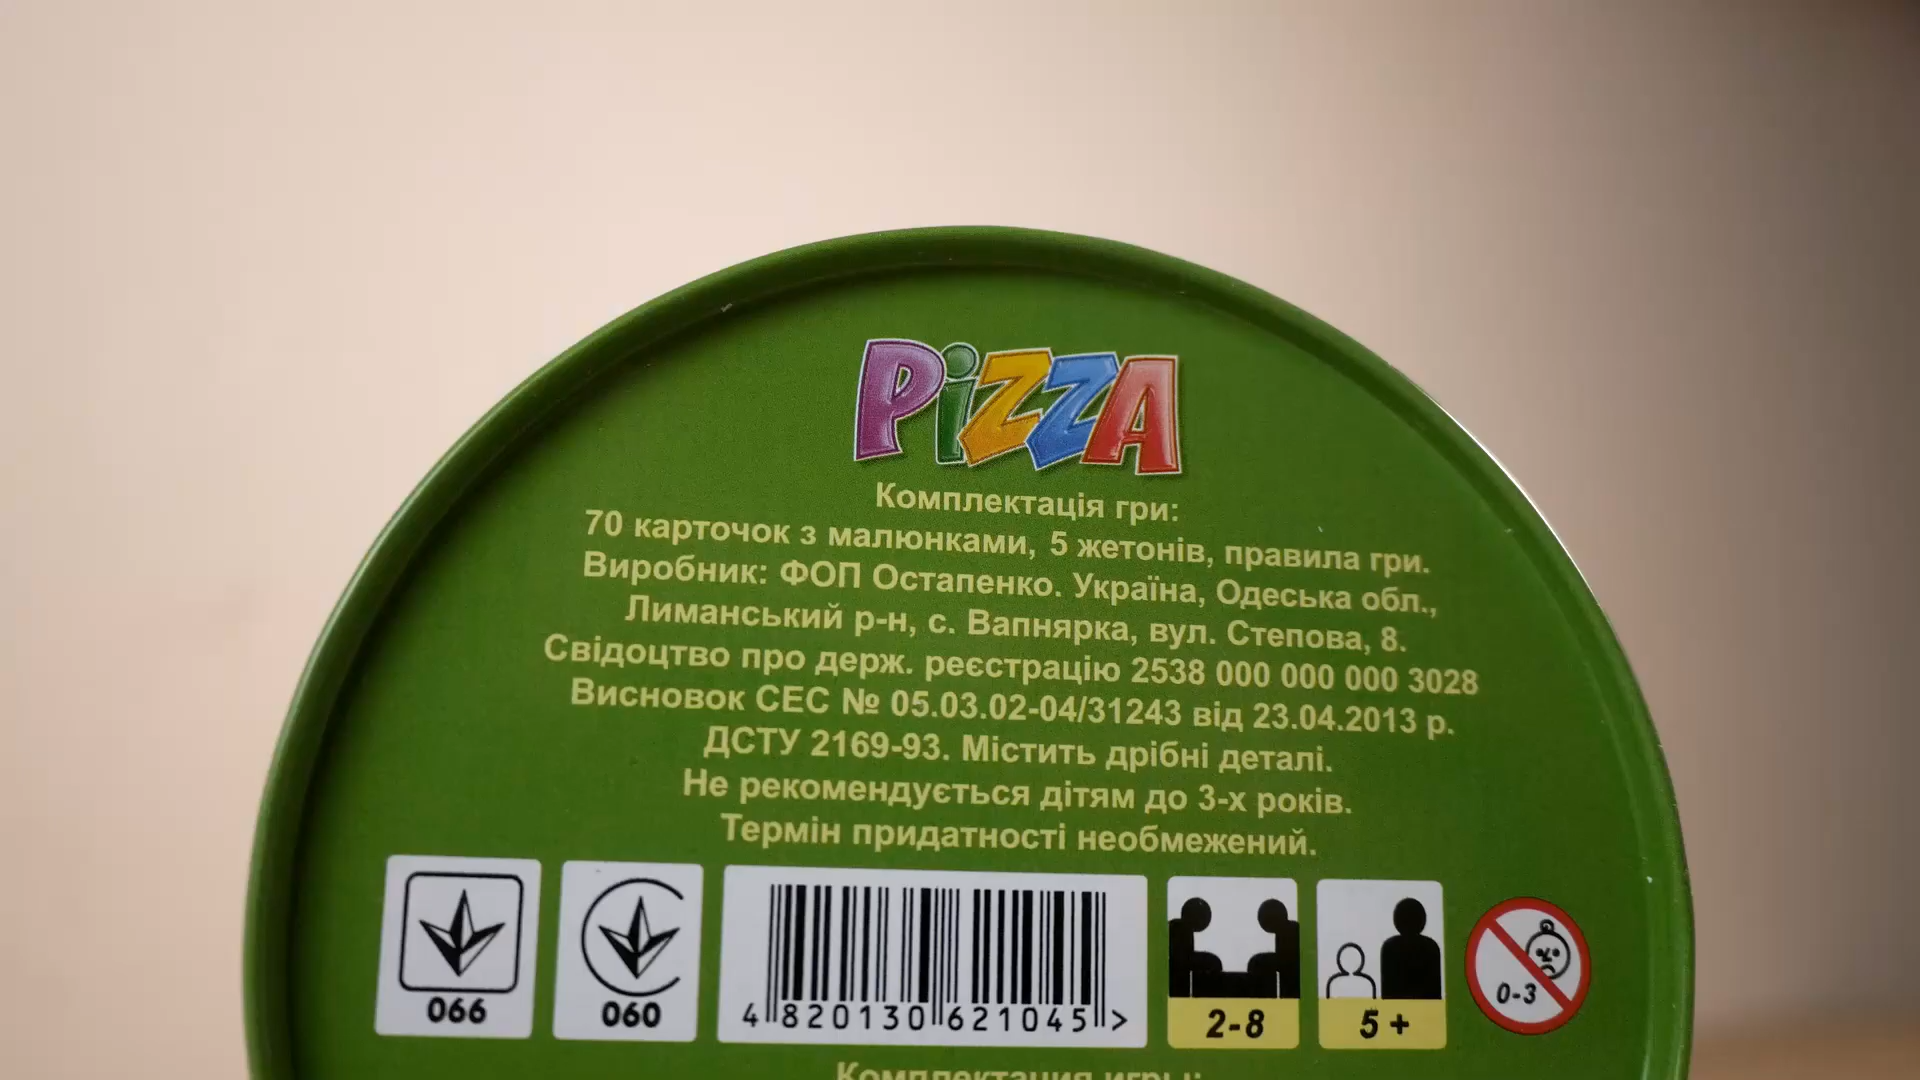 PiZZA
Комплектація гри:
70 карточок з малюнками, 5 жетонів, правила гри.
Виробник: ФОП Остапенко. Україна, Одеська обл.,
Лиманський р-н, с. Вапнярка, вул. Степова, 8.
Свідоцтво про держ. реєстрацію 2538 000 000 000 3028
Висновок СЕС № 05.03.02-04/31243 від 23.04.2013 р.
ДСТУ 2169-93. Містить дрібні деталі.
Не рекомендується дітям до 3-х років.
Термін придатності необмежений.
066 060 4 820130 621045 > 2-8 5+ 0-3
Комплектация игры: